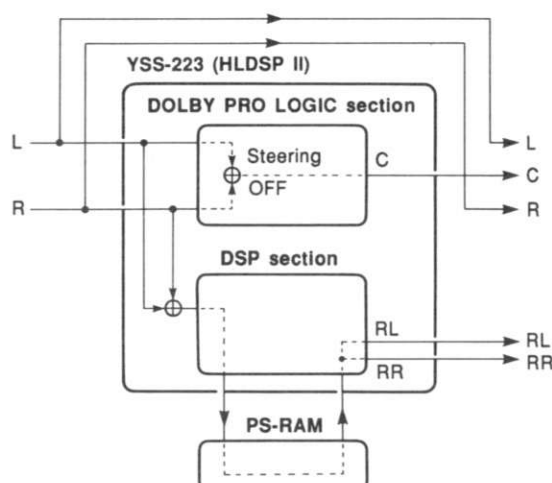 YSS-223 (HLDSP II)
DOLBY PRO LOGIC section
L
Steering
C
L
C
OFF
R
R
DSP section
RL
RL
RR
RR
PS-RAM